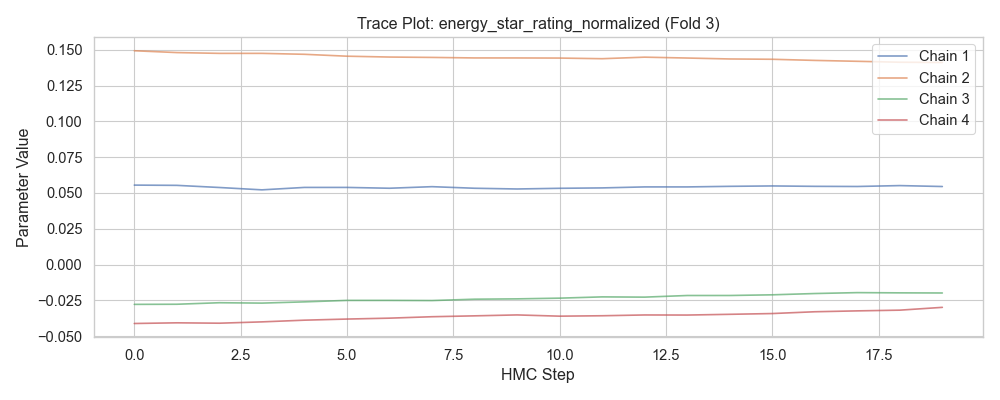 Trace Plot: energy_star_rating_normalized (Fold 3)
Parameter Value
0.150
0.125
0.100
0.075
0.050
0.025
0.000
−0.025
−0.050
Chain 1
Chain 2
Chain 3
Chain 4
0.0 2.5 5.0 7.5 10.0 12.5 15.0 17.5
HMC Step